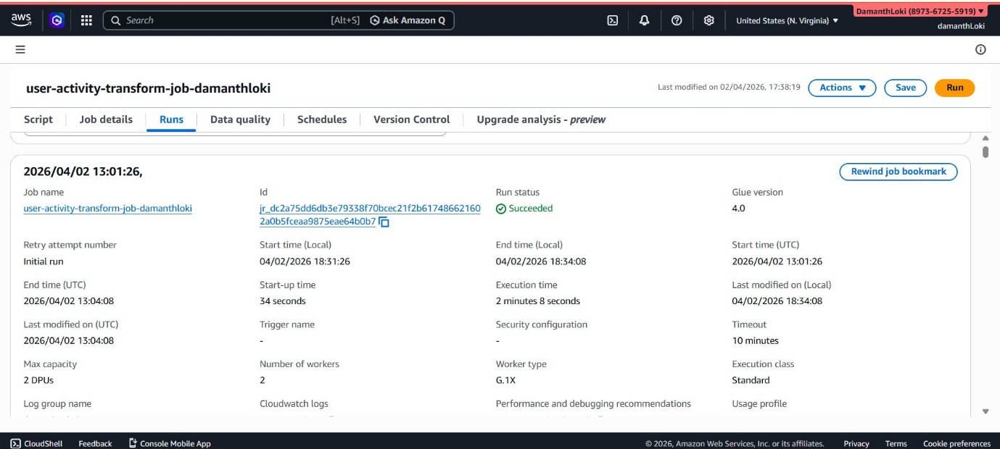 aws
Search [Alt+S] Ask Amazon Q
United States (N. Virginia) ▼
DamanthLoki (8973-6725-5919) ▼
damanthLoki
user-activity-transform-job-damanthloki
Last modified on 02/04/2026, 17:38:19
Actions ▼ Save Run
Script Job details Runs Data quality Schedules Version Control Upgrade analysis - preview
2026/04/02 13:01:26,
Rewind job bookmark
Job name Id Run status Glue version
user-activity-transform-job-damanthloki jr_dc2a75dd6db3e79338f70bcec21f2b61748662160 Succeeded 4.0
2a0b5fceaa9875eae64b0b7
Retry attempt number Start time (Local) End time (Local) Start time (UTC)
Initial run 04/02/2026 18:31:26 04/02/2026 18:34:08 2026/04/02 13:01:26
End time (UTC) Start-up time Execution time Last modified on (Local)
2026/04/02 13:04:08 34 seconds 2 minutes 8 seconds 04/02/2026 18:34:08
Last modified on (UTC) Trigger name Security configuration Timeout
2026/04/02 13:04:08 - - 10 minutes
Max capacity Number of workers Worker type Execution class
2 DPUs 2 G.1X Standard
Log group name Cloudwatch logs Performance and debugging recommendations Usage profile
CloudShell Feedback Console Mobile App © 2026, Amazon Web Services, Inc. or its affiliates. Privacy Terms Cookie preferences